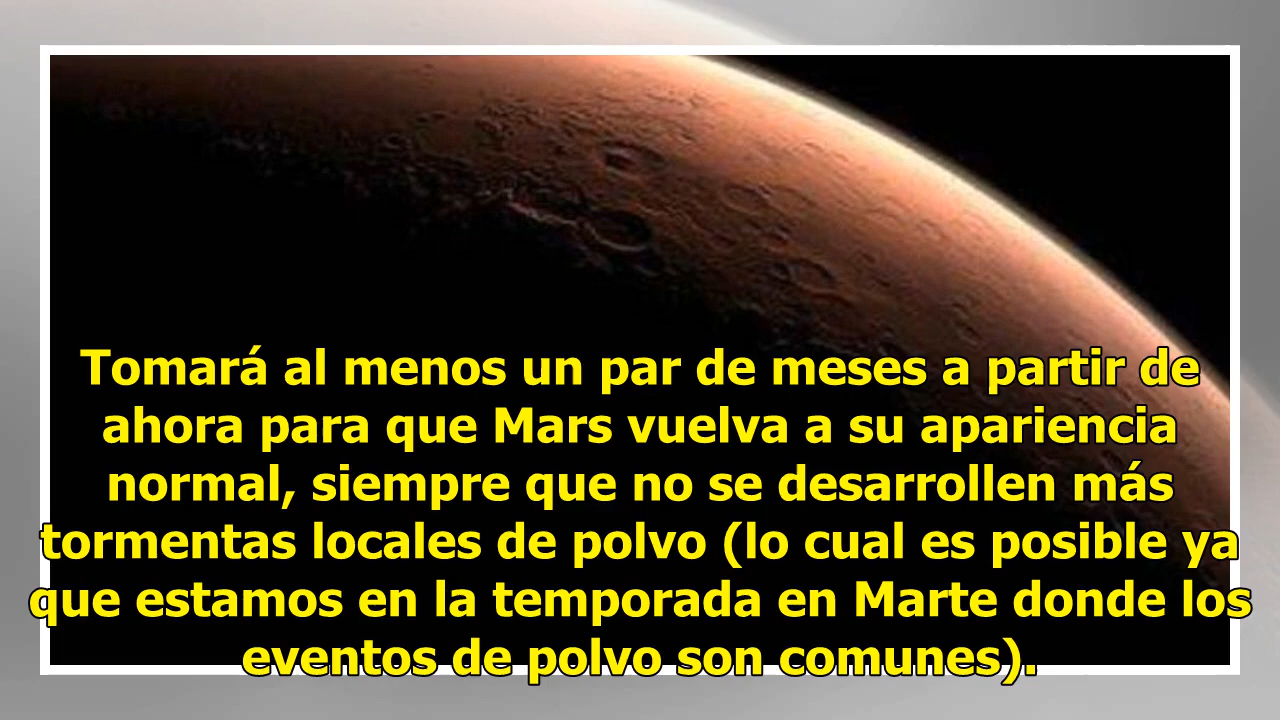 Tomará al menos un par de meses a partir de
ahora para que Mars vuelva a su apariencia
normal, siempre que no se desarrollen más
tormentas locales de polvo (lo cual es posible ya
que estamos en la temporada en Marte donde los
eventos de polvo son comunes).